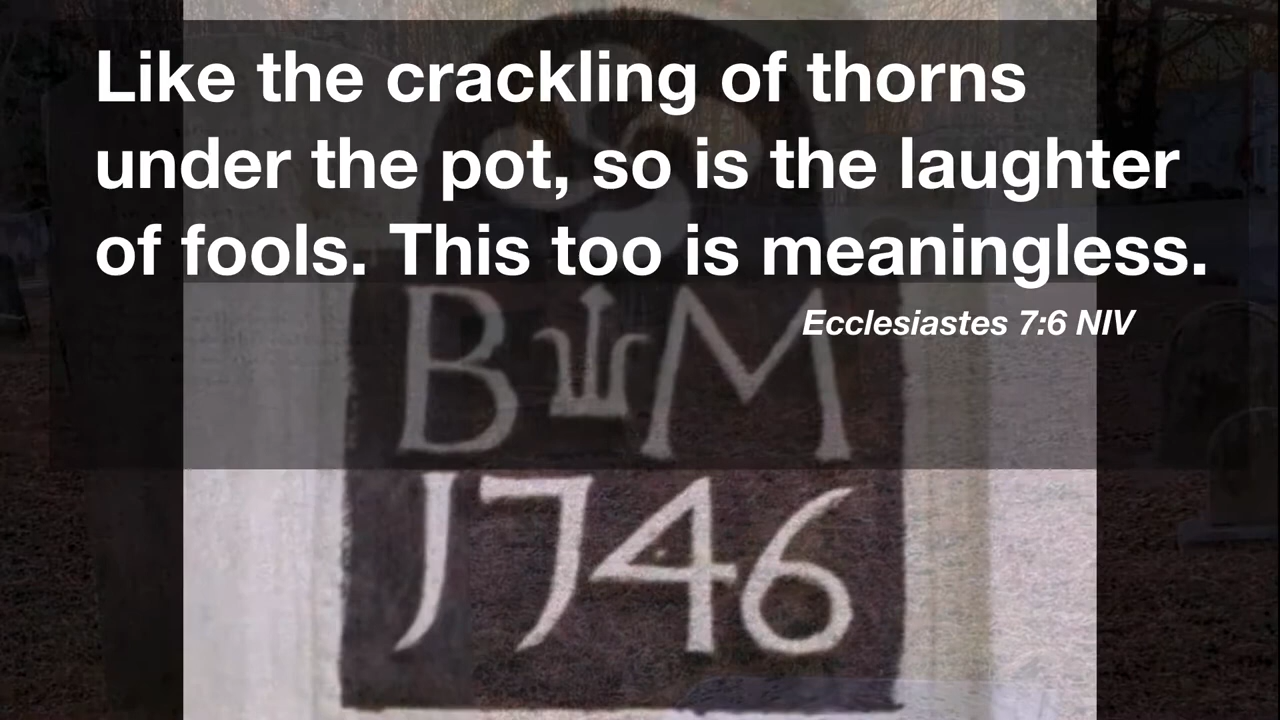 Like the crackling of thorns
under the pot, so is the laughter
of fools. This too is meaningless.
Ecclesiastes 7:6 NIV
B M
1746